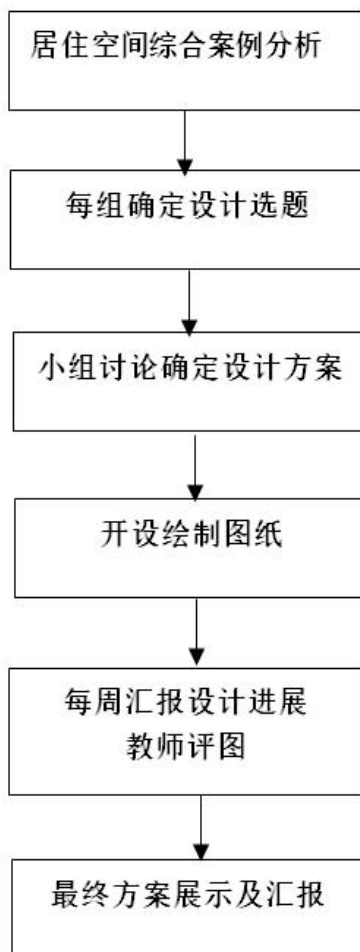 居住空间综合案例分析
每组确定设计选题
小组讨论确定设计方案
开设绘制图纸
每周汇报设计进展
教师评图
最终方案展示及汇报